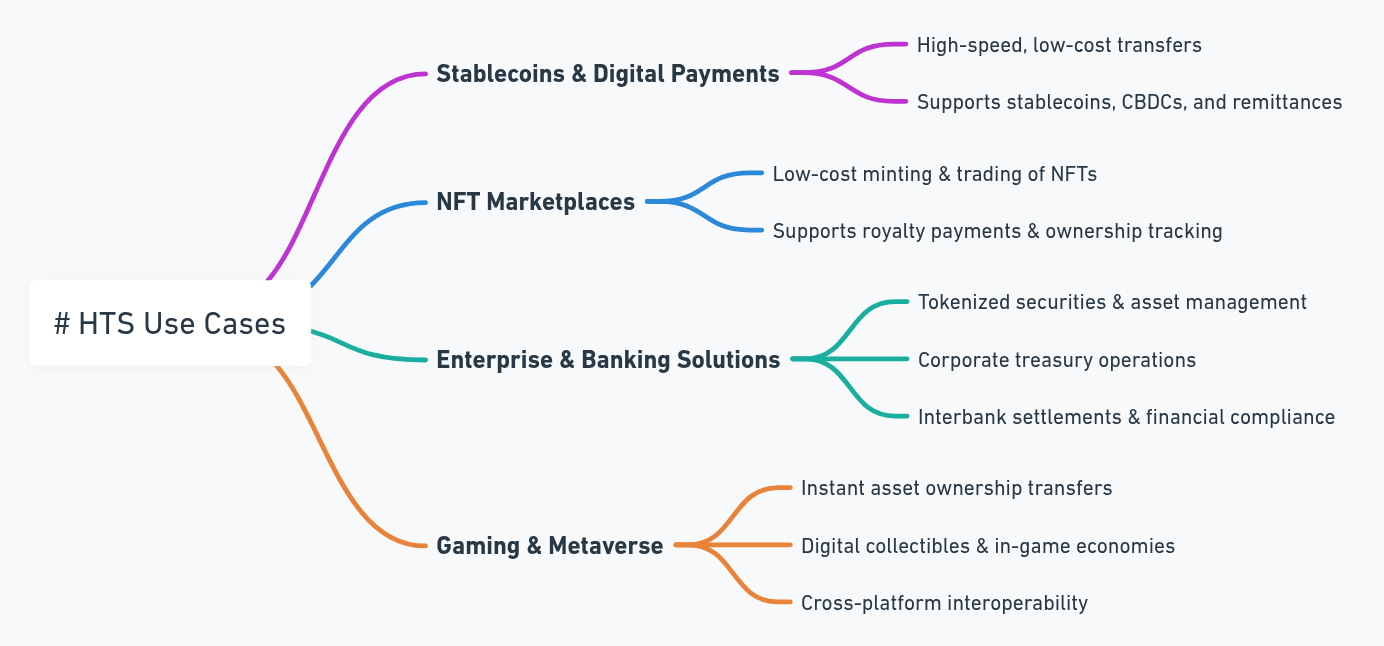 # HTS Use Cases
Stablecoins & Digital Payments
High-speed, low-cost transfers
Supports stablecoins, CBDCs, and remittances
NFT Marketplaces
Low-cost minting & trading of NFTs
Supports royalty payments & ownership tracking
Enterprise & Banking Solutions
Tokenized securities & asset management
Corporate treasury operations
Interbank settlements & financial compliance
Gaming & Metaverse
Instant asset ownership transfers
Digital collectibles & in-game economies
Cross-platform interoperability